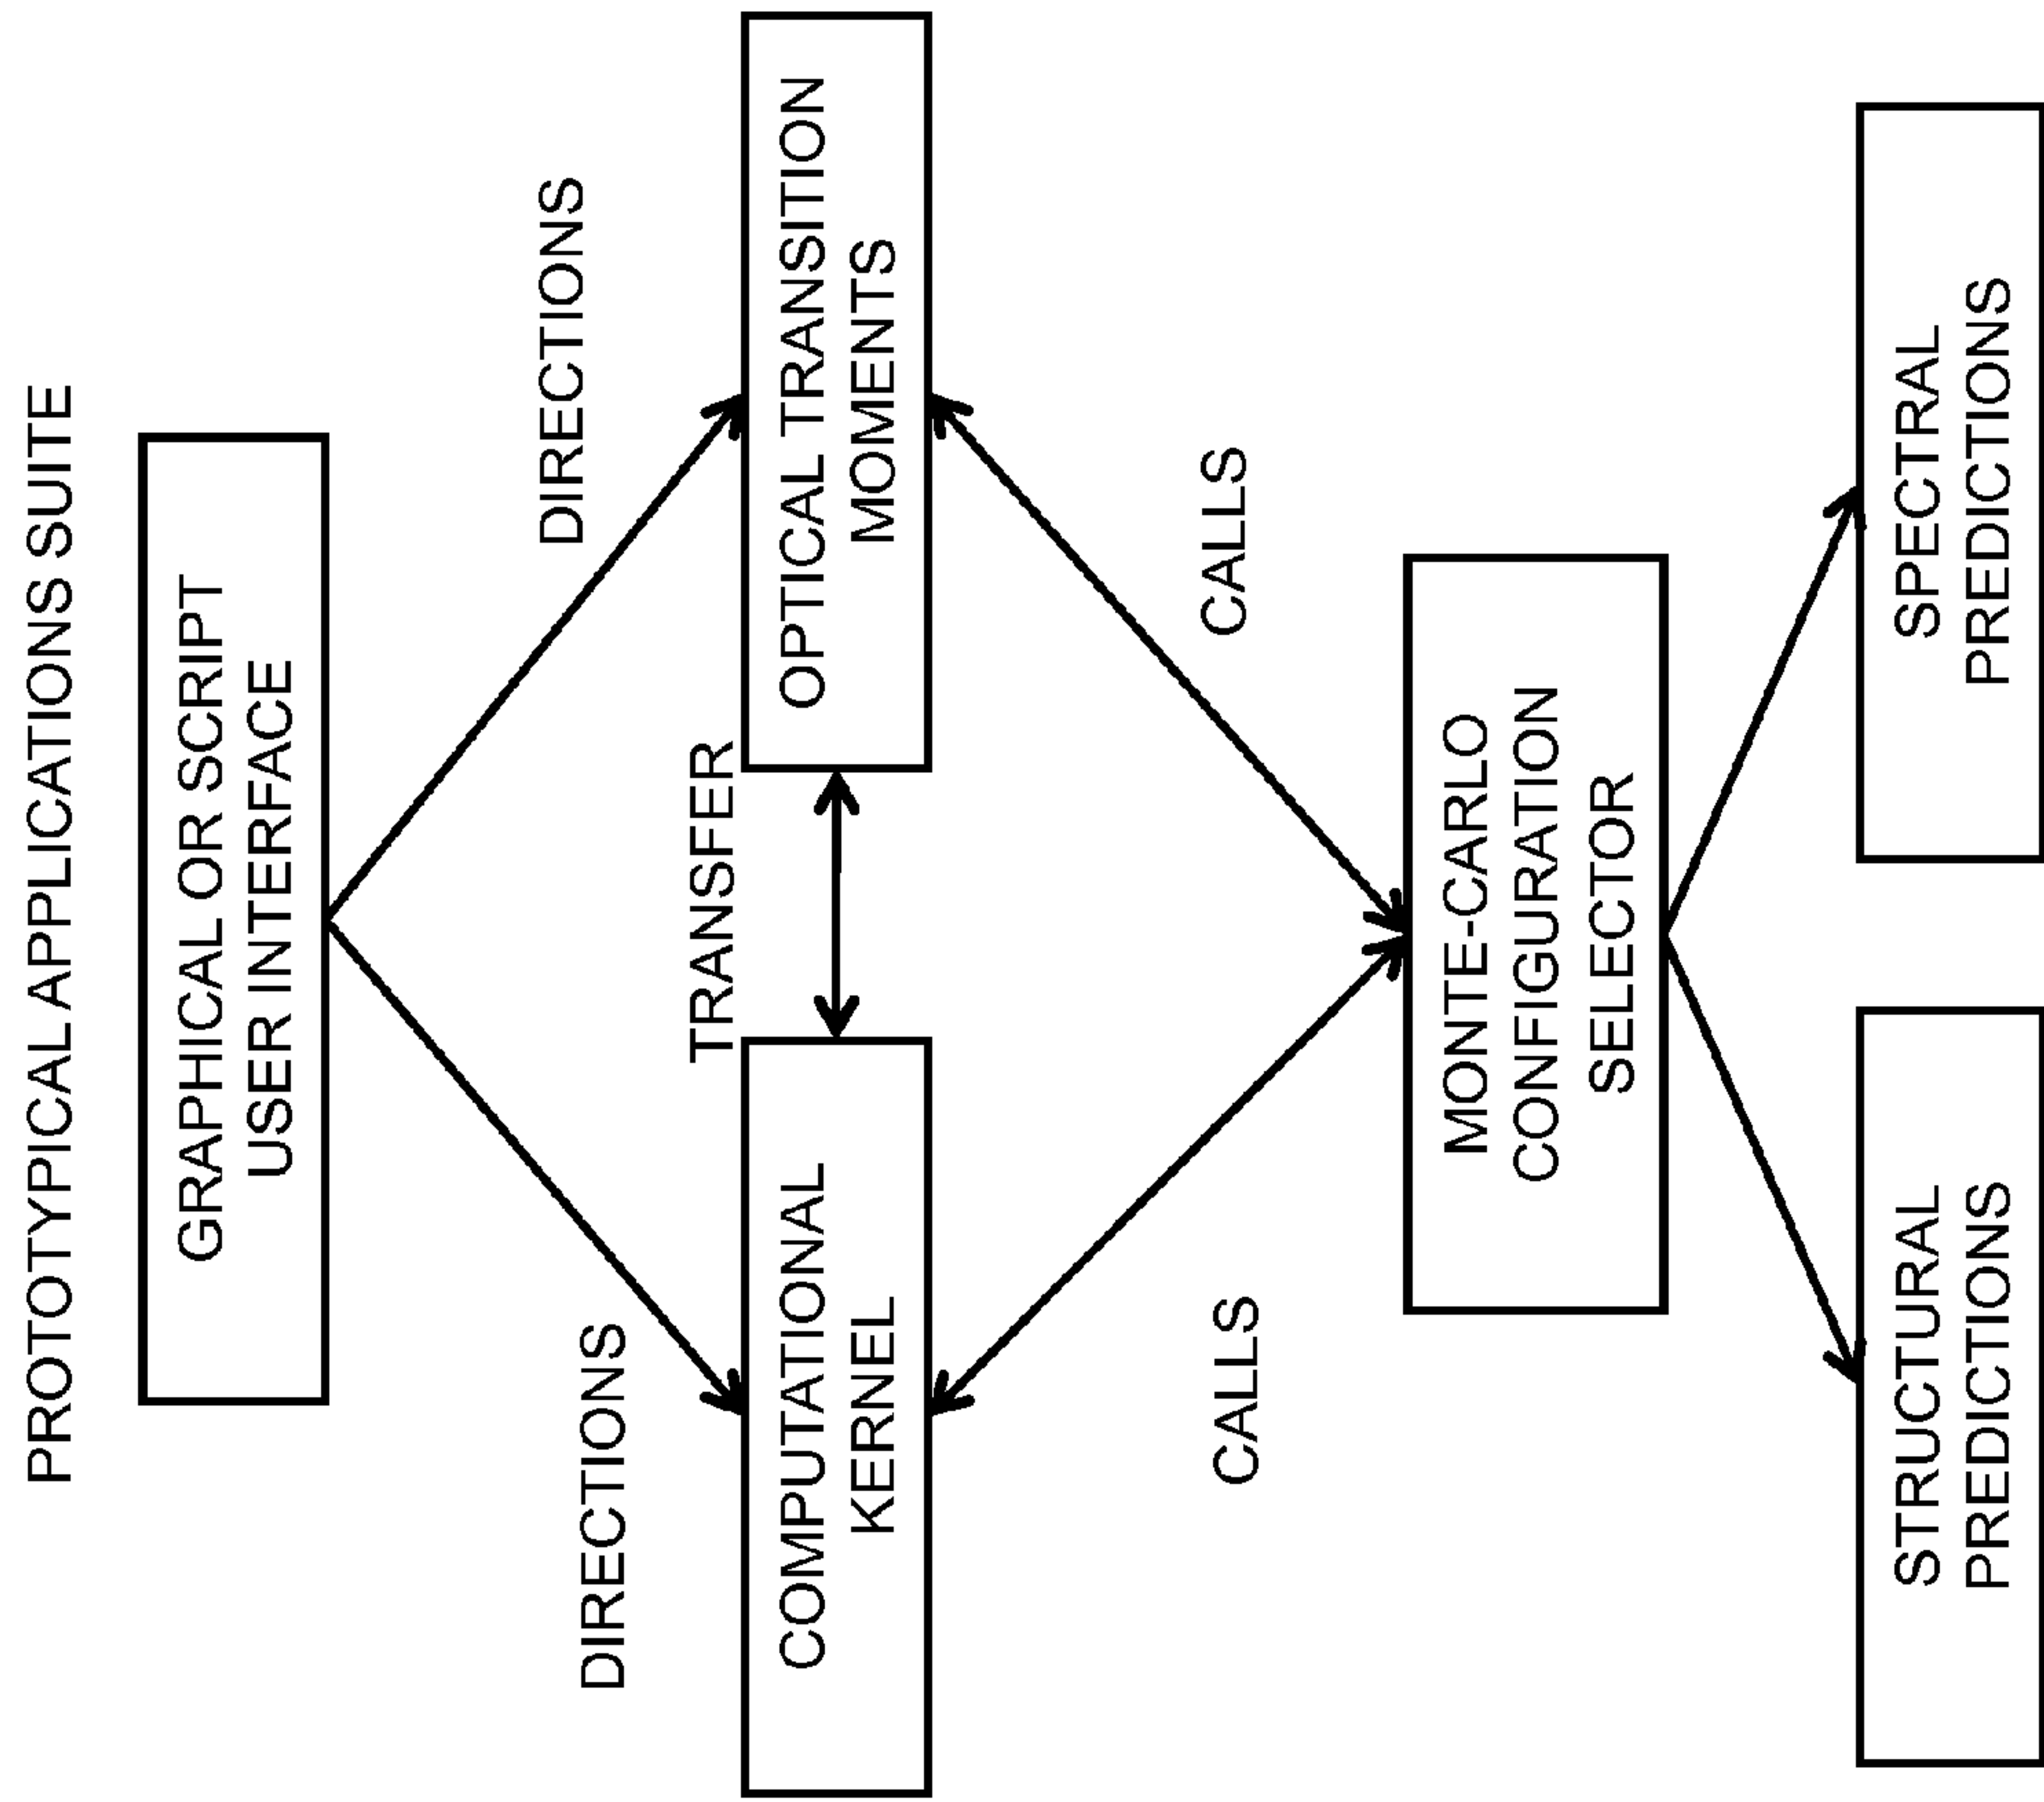 PROTOTYPICAL APPLICATIONS SUITE
GRAPHICAL OR SCRIPT
USER INTERFACE
DIRECTIONS
DIRECTIONS
TRANSFER
COMPUTATIONAL
KERNEL
OPTICAL TRANSITION
MOMENTS
CALLS
CALLS
MONTE-CARLO
CONFIGURATION
SELECTOR
STRUCTURAL
PREDICTIONS
SPECTRAL
PREDICTIONS